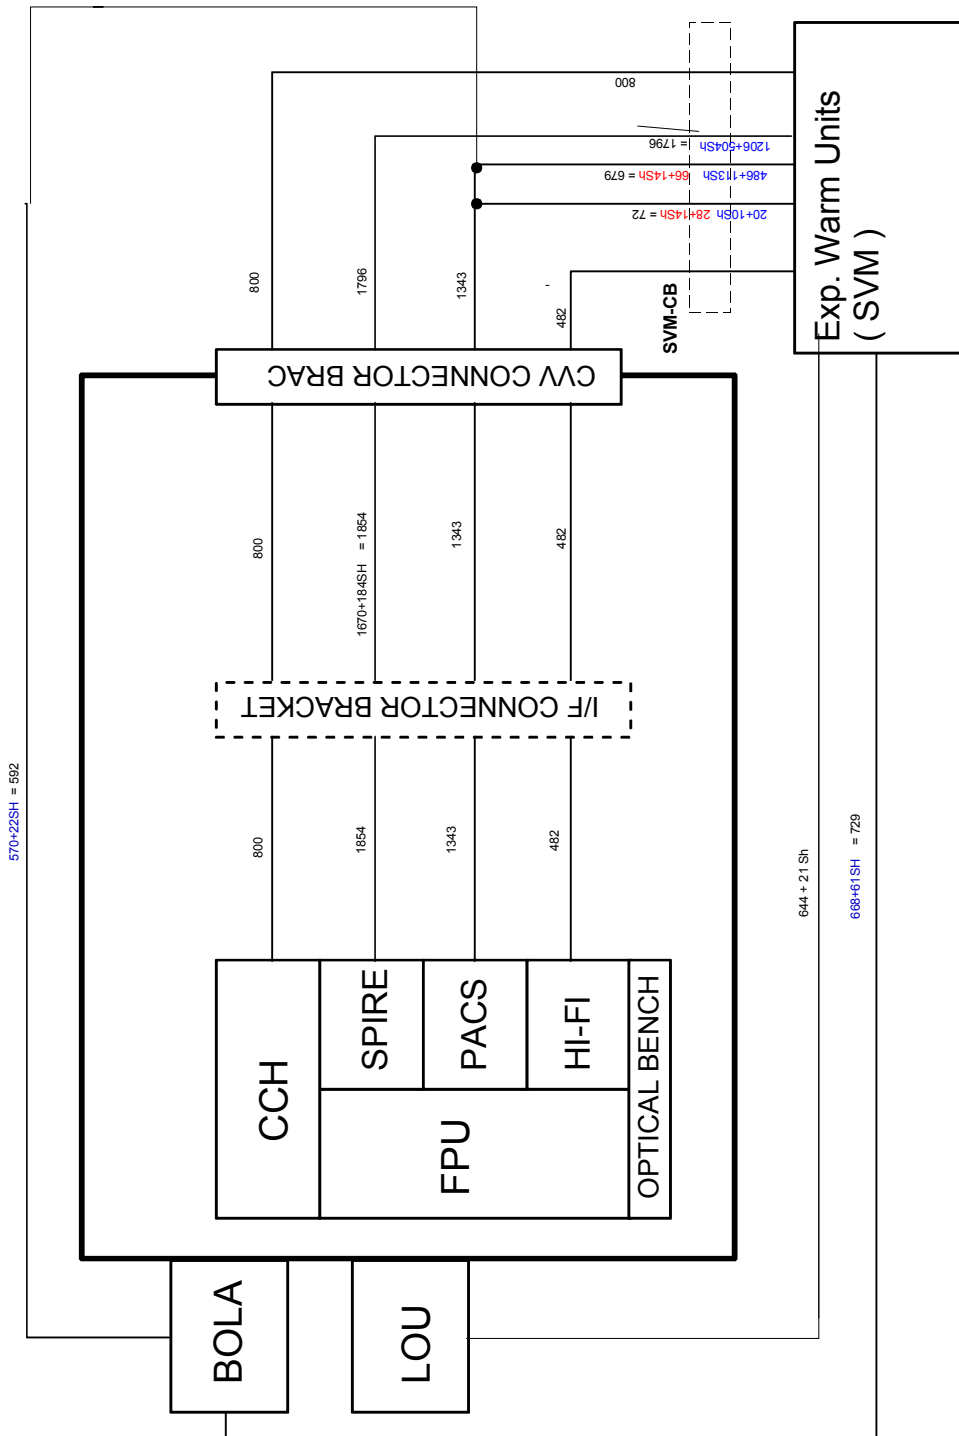 800
1206+504Sh = 1796
486+113Sh 66+14Sh = 679
20+10Sh 28+14Sh = 72
Exp. Warm Units
( SVM )
SVM-CB
800
1796
1343
482
CVV CONNECTOR BRAC
800
1670+184SH = 1854
1343
482
I/F CONNECTOR BRACKET
570+22SH = 592
800
1854
1343
482
644 + 21 Sh
668+61SH = 729
CCH
SPIRE
PACS
HI-FI
FPU
OPTICAL BENCH
BOLA
LOU